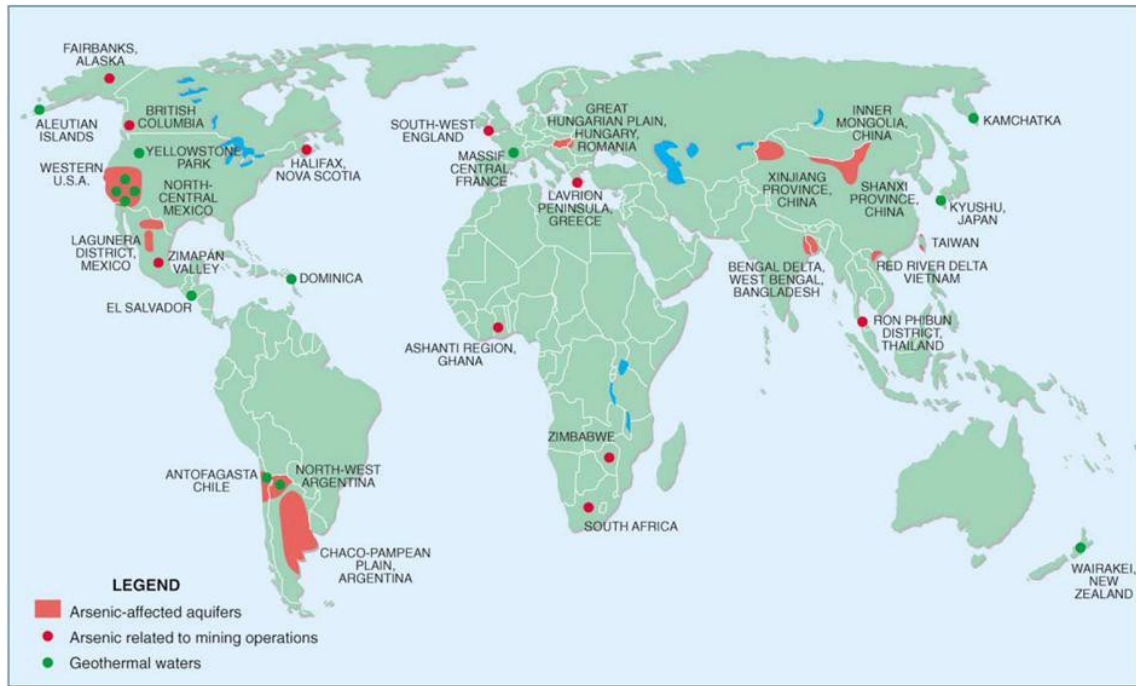 FAIRBANKS,
ALASKA
ALEUTIAN
ISLANDS
BRITISH
COLUMBIA
YELLOWSTONE
PARK
HALIFAX,
NOVA SCOTIA
WESTERN
U.S.A.
NORTH-
CENTRAL
MEXICO
LAGUNERA
DISTRICT,
MEXICO
ZIMAPÁN
VALLEY
DOMINICA
EL SALVADOR
ANTOFAGASTA
CHILE
NORTH-WEST
ARGENTINA
CHACO-PAMPEAN
PLAIN,
ARGENTINA
SOUTH-WEST
ENGLAND
GREAT
HUNGARIAN PLAIN,
HUNGARY,
ROMANIA
MASSIF
CENTRAL,
FRANCE
LAVRION
PENINSULA,
GREECE
ASHANTI REGION,
GHANA
ZIMBABWE
SOUTH AFRICA
INNER
MONGOLIA,
CHINA
KAMCHATKA
XINJIANG
PROVINCE,
CHINA
SHANXI
PROVINCE,
CHINA
KYUSHU,
JAPAN
TAIWAN
BENGAL DELTA,
WEST BENGAL,
BANGLADESH
RED RIVER DELTA
VIETNAM
RON PHIBUN
DISTRICT,
THAILAND
WAIRAKEI,
NEW
ZEALAND
LEGEND
Arsenic-affected aquifers
Arsenic related to mining operations
Geothermal waters